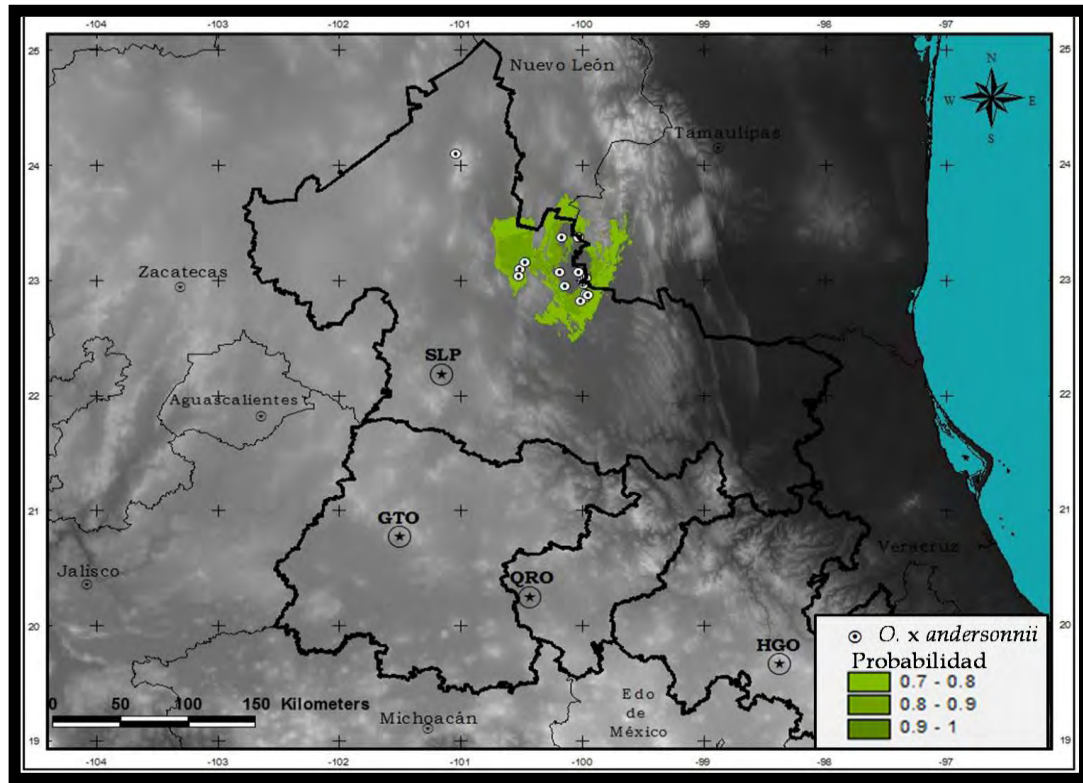 -104 -103 -102 -101 -100 -99 -98 -97
25 25
Nuevo León
N
W E
S
Tamaulipas
24 24
Zacatecas
23 23
SLP
22 22
Aguascalientes
21 21
GTO
Veracruz
Jalisco
QRO
20 20
HGO
O. x andersonnii
Probabilidad
0.7 - 0.8
0.8 - 0.9
0.9 - 1
0 50 100 150 Kilometers
Michoacán
Edo
de
México
19 19
-104 -103 -102 -101 -100 -99 -98 -97